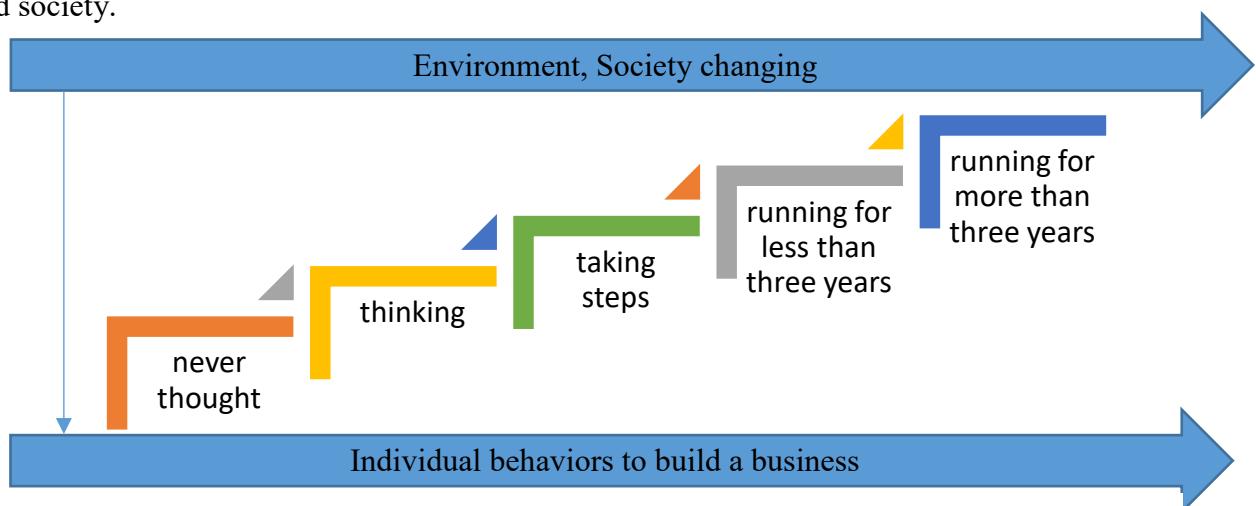 d society.
Environment, Society changing
never
thought
thinking
taking
steps
running for
less than
three years
running for
more than
three years
Individual behaviors to build a business